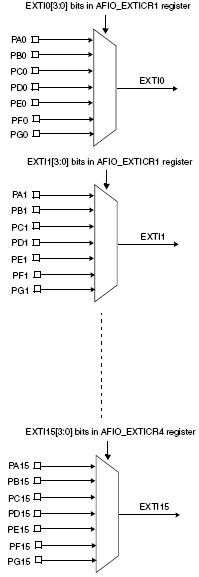 EXTI0[3:0] bits in AFIO_EXTICR1 register
PA0
PB0
PC0
PD0
PE0
PF0
PG0
EXTI0
EXTI1[3:0] bits in AFIO_EXTICR1 register
PA1
PB1
PC1
PD1
PE1
PF1
PG1
EXTI1
EXTI15[3:0] bits in AFIO_EXTICR4 register
PA15
PB15
PC15
PD15
PE15
PF15
PG15
EXTI15